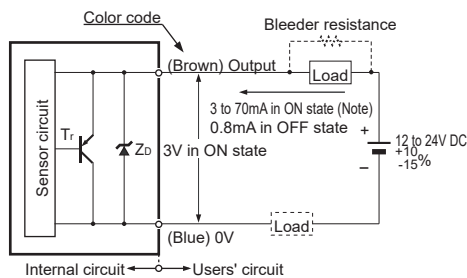 Color code
Bleeder resistance
(Brown) Output
Load
3 to 70mA in ON state (Note)
0.8mA in OFF state
Sensor circuit
Tr
ZD
3V in ON state
+
12 to 24V DC
+10
-15%
−
Load
(Blue) 0V
Internal circuit
Users' circuit